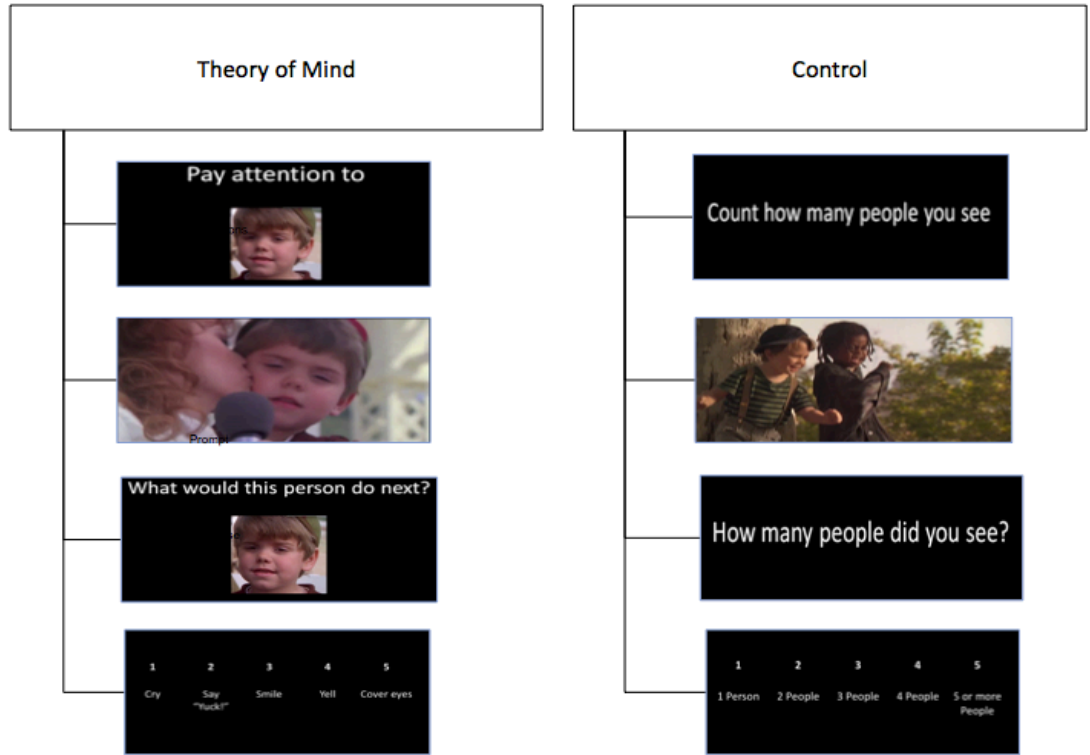 Theory of Mind
Pay attention to
Prompt
What would this person do next?
1 2 3 4 5
Cry Say "Yuck!" Smile Yell Cover eyes
Control
Count how many people you see
How many people did you see?
1 2 3 4 5
1 Person 2 People 3 People 4 People 5 or more People